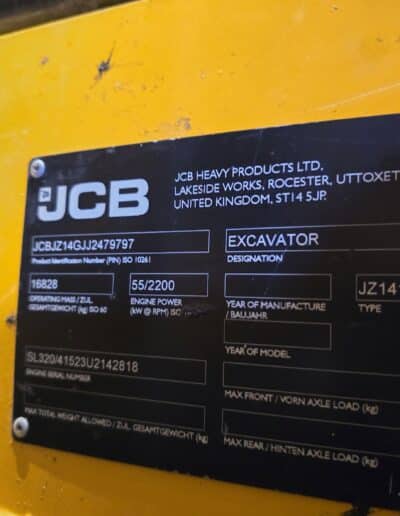 JCB
JCB HEAVY PRODUCTS LTD.
LAKESIDE WORKS, ROCESTER, UTTOXET
UNITED KINGDOM, ST14 5JP.
JCBJZ14GJJ2479797
Product Identification Number (PIN) ISO 10261
EXCAVATOR
DESIGNATION
16828
OPERATING MASS / ZUL.
GESAMTGEWICHT (kg) ISO 60
55/2200
ENGINE POWER
(kW @ RPM) ISO
YEAR OF MANUFACTURE
/ BAUJAHR
JZ141
TYPE
YEAR OF MODEL
SL320/41523U2142818
ENGINE SERIAL NUMBER
MAX FRONT / VORN AXLE LOAD (kg)
MAX TOTAL WEIGHT ALLOWED / ZUL. GESAMTGEWICHT (kg)
MAX REAR / HINTEN AXLE LOAD (kg)